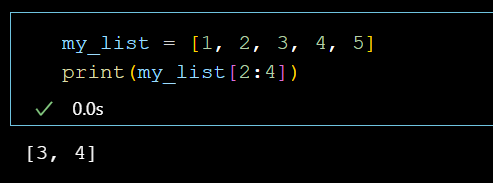 my_list = [1, 2, 3, 4, 5]
print(my_list[2:4])
0.0s
[3, 4]